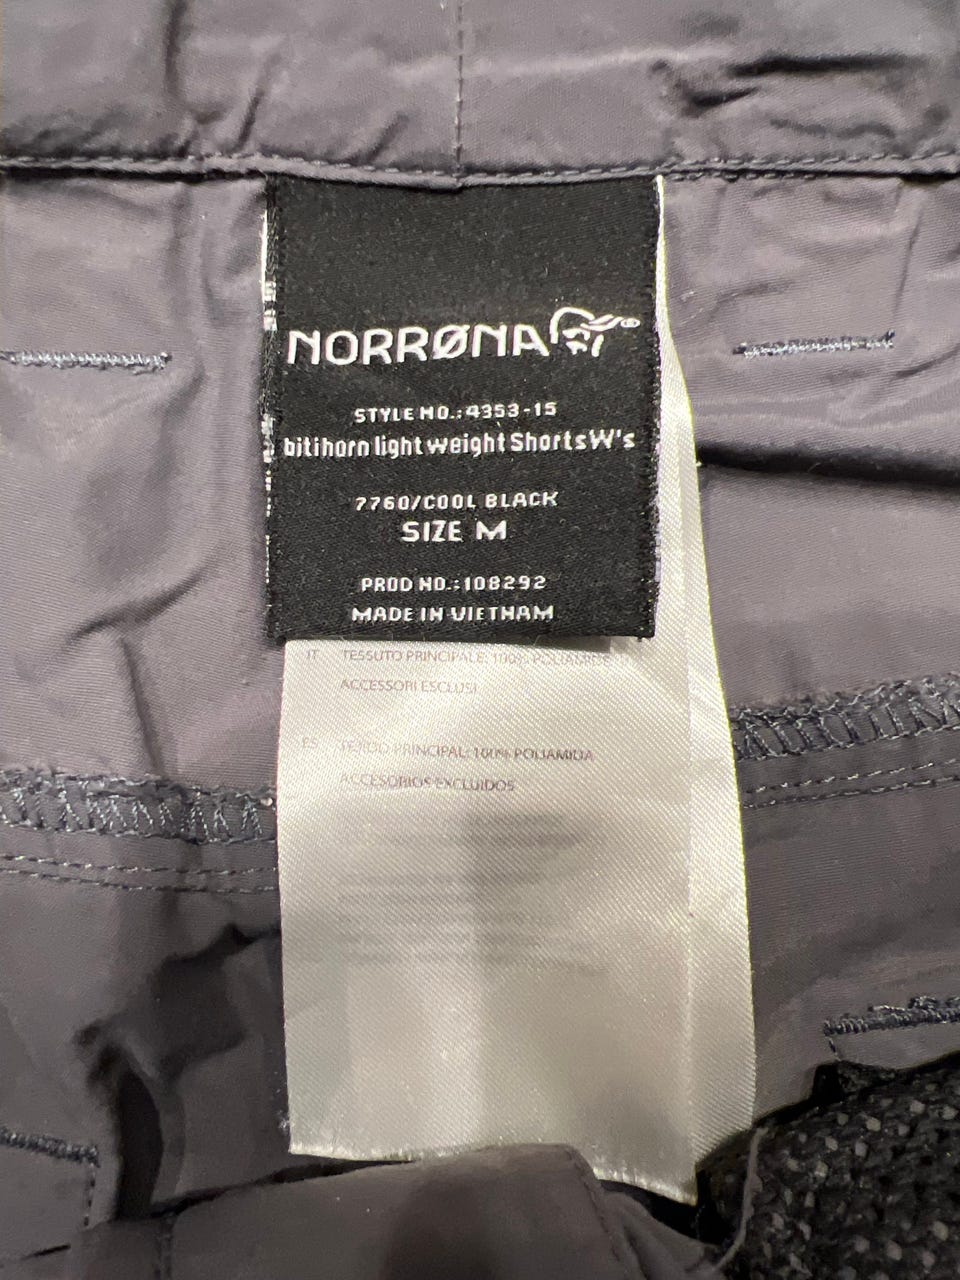 NORRØNA
STYLE NO.:4353-15
bitihorn light weight Shorts W's
7760/COOL BLACK
SIZE M
PROD NO.:108292
MADE IN VIETNAM
IT TESSUTO PRINCIPALE: 100% POLIAMIDE
ACCESSORI ESCLUSI
ES TEJIDO PRINCIPAL: 100% POLIAMIDA
ACCESORIOS EXCLUIDOS